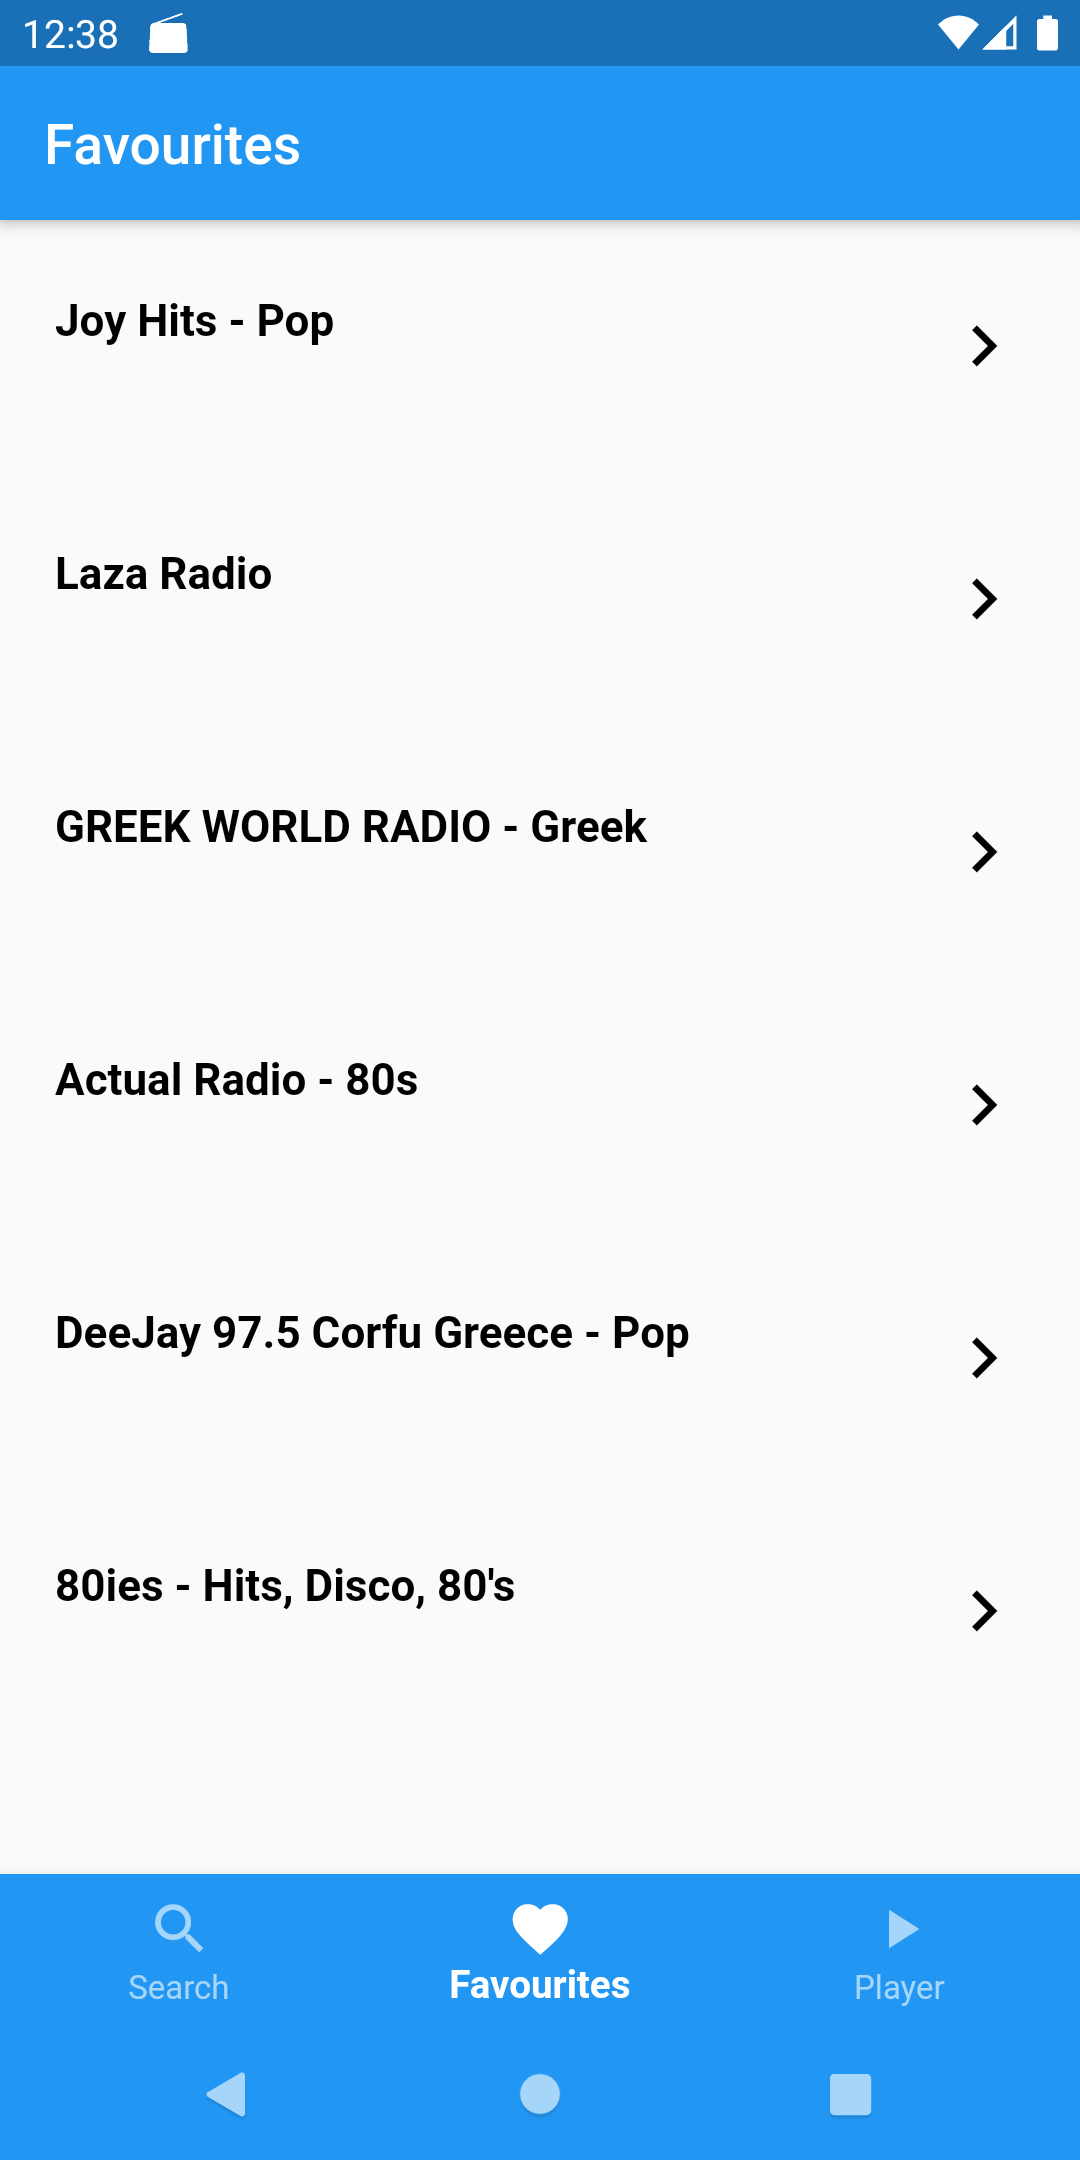 12:38
Favourites
Joy Hits - Pop
Laza Radio
GREEK WORLD RADIO - Greek
Actual Radio - 80s
DeeJay 97.5 Corfu Greece - Pop
80ies - Hits, Disco, 80's
Search
Favourites
Player